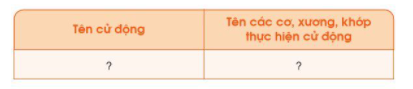 Tên cử động
Tên các cơ, xương, khớp
thực hiện cử động
?
?